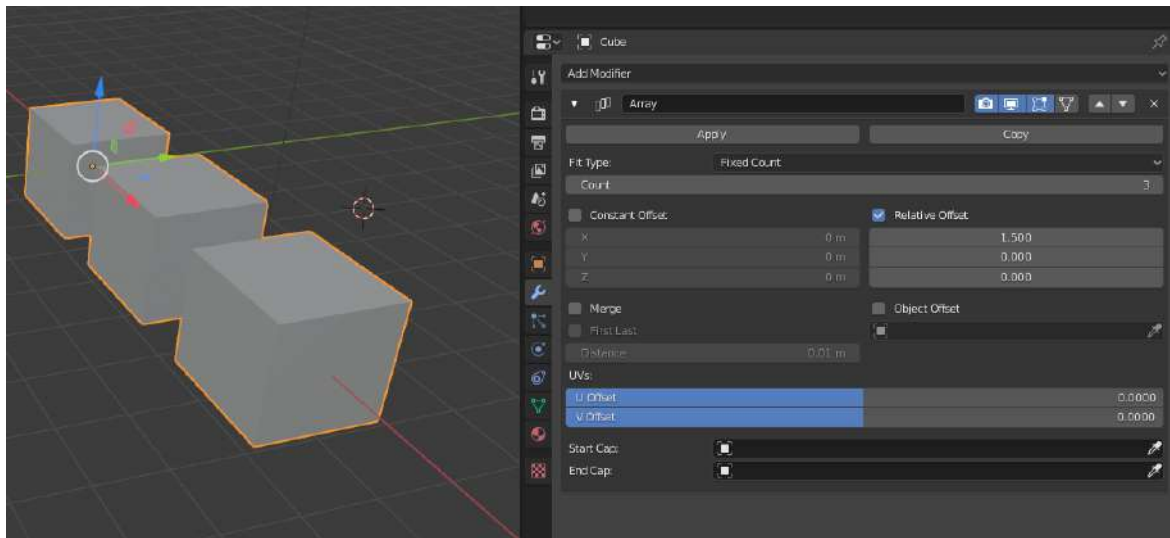 Cube
Add Modifier
Array
Apply Copy
Fit Type: Fixed Count
Count 3
Constant Offset Relative Offset
X 0 m 1.500
Y 0 m 0.000
Z 0 m 0.000
Merge Object Offset
First Last
Distance 0.01 m
UVs:
U Offset 0.0000
V Offset 0.0000
Start Cap:
End Cap: